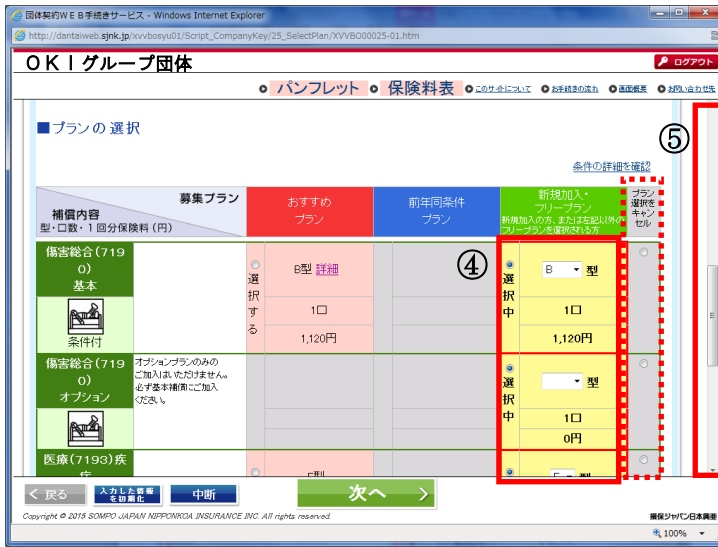 団体契約ＷＥＢ手続きサービス - Windows Internet Explorer
http://dantaiweb.sjnk.jp/xvvbosyu01/Script_CompanyKey/25_SelectPlan/XVVBO00025-01.htm
ＯＫＩグループ団体
ログアウト
パンフレット
保険料表
このサイトについて
お手続きの流れ
画面概要
お問い合わせ先
■プランの選択
⑤
条件の詳細を確認
募集プラン
補償内容
型・口数・１回分保険料（円）
おすすめ
プラン
前年同条件
プラン
新規加入・
フリープラン
新規加入の方、または左記以外の
フリープランを選択される方
プラン
選択を
キャン
セル
傷害総合(719
0)
基本
条件付
選択する
B型 詳細
1口
1,120円
④
選択中
B 型
1口
1,120円
傷害総合(719
0)
オプション
オプションプランのみの
ご加入はいただけません。
必ず基本補償にご加入
ください。
選択中
型
1口
0円
医療(7193)疾
＜ 戻る
入力した情報
を初期化
中断
次へ ＞
Copyright © 2015 SOMPO JAPAN NIPPONKOA INSURANCE INC. All rights reserved.
損保ジャパン日本興亜
100%